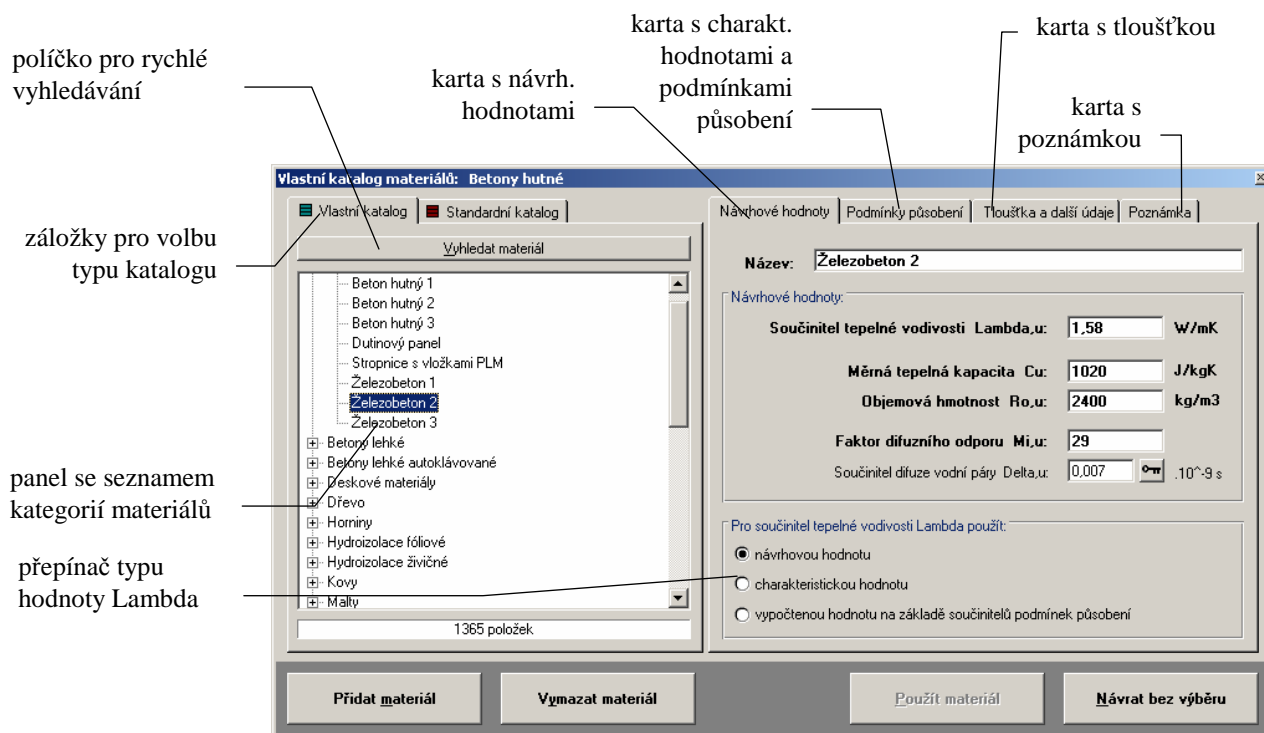 karta s charakt.
hodnotami a
podmínkami
působení
karta s tloušťkou
políčko pro rychlé
vyhledávání
karta s návrh.
hodnotami
karta s
poznámkou
Vlastní katalog materiálů: Betony hutné
Vlastní katalog
Standardní katalog
Návrhové hodnoty
Podmínky působení
Tloušťka a další údaje
Poznámka
záložky pro volbu
typu katalogu
Vyhledat materiál
Název: Železobeton 2
Beton hutný 1
Beton hutný 2
Beton hutný 3
Dutinový panel
Stropnice s vložkami PLM
Železobeton 1
Železobeton 2
Železobeton 3
Betony lehké
Betony lehké autoklávované
Deskové materiály
Dřevo
Horniny
Hydroizolace fóliové
Hydroizolace živičné
Kovy
Malty
1365 položek
Návrhové hodnoty:
Součinitel tepelné vodivosti Lambda,u: 1,58 W/mK
Měrná tepelná kapacita Cu: 1020 J/kgK
Objemová hmotnost Ro,u: 2400 kg/m3
Faktor difuzního odporu Mi,u: 29
Součinitel difuze vodní páry Delta,u: 0,007 .10^-9 s
panel se seznamem
kategorií materiálů
přepínač typu
hodnoty Lambda
Pro součinitel tepelné vodivosti Lambda použít:
návrhovou hodnotu
charakteristickou hodnotu
vypočtenou hodnotu na základě součinitelů podmínek působení
Přidat materiál
Vymazat materiál
Použít materiál
Návrat bez výběru